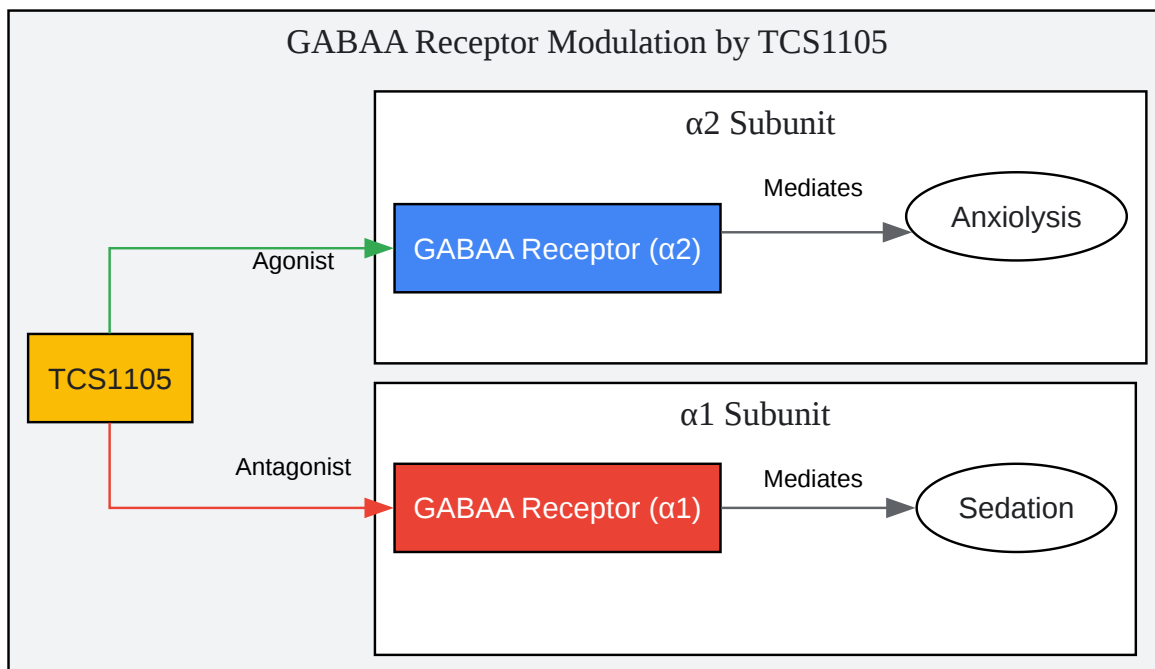 GABAA Receptor Modulation by TCS1105
α2 Subunit
Mediates
Anxiolysis
GABAA Receptor (α2)
Agonist
TCS1105
α1 Subunit
Antagonist
Mediates
GABAA Receptor (α1)
Sedation